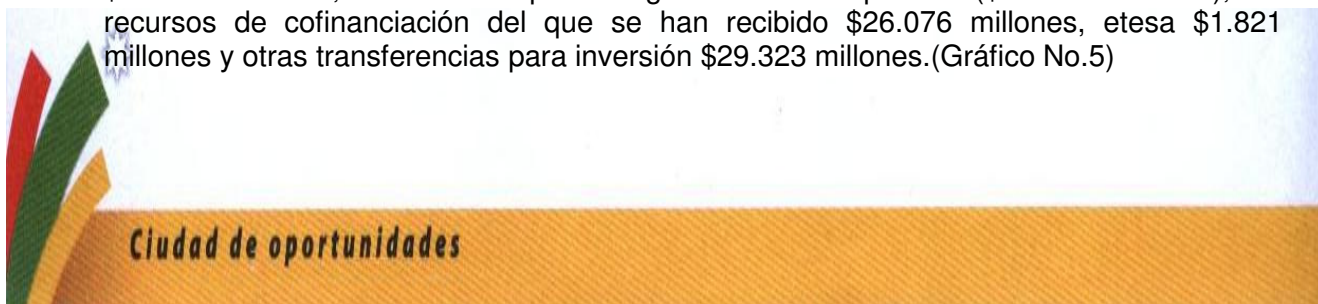 recursos de cofinanciación del que se han recibido $26.076 millones, etesa $1.821
millones y otras transferencias para inversión $29.323 millones.(Gráfico No.5)
Ciudad de oportunidades